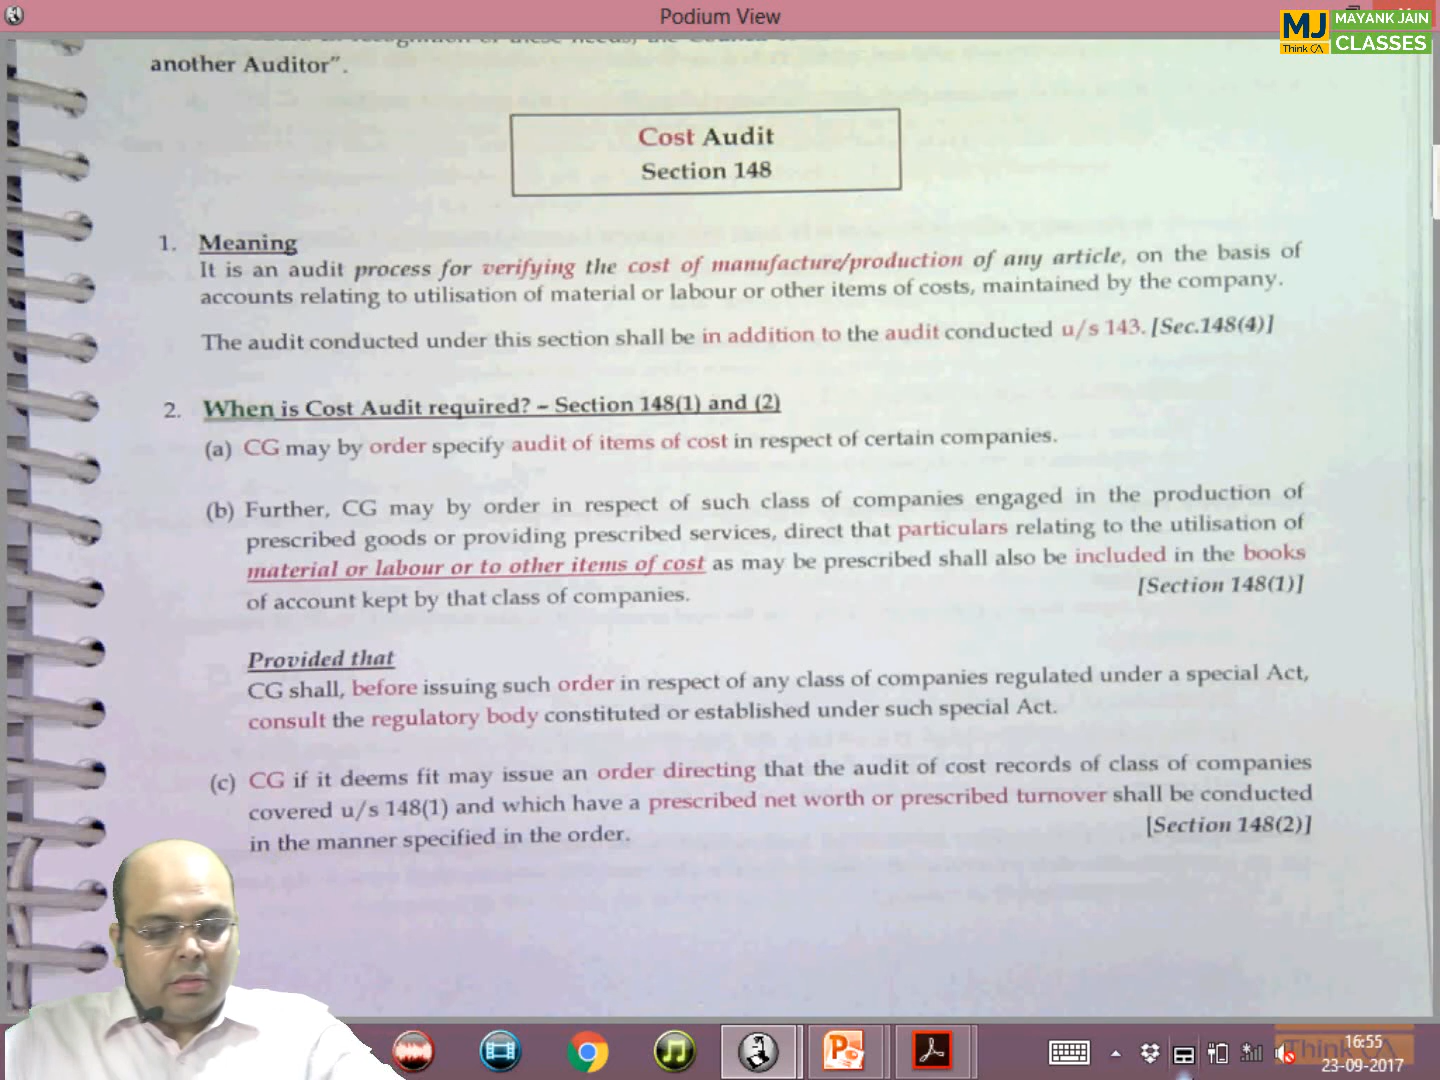 Podium View
MJ
Think CA
MAYANK JAIN
CLASSES
another Auditor".
Cost Audit
Section 148
1. Meaning
It is an audit process for verifying the cost of manufacture/production of any article, on the basis of
accounts relating to utilisation of material or labour or other items of costs, maintained by the company.
The audit conducted under this section shall be in addition to the audit conducted u/s 143. [Sec.148(4)]
2. When is Cost Audit required? – Section 148(1) and (2)
(a) CG may by order specify audit of items of cost in respect of certain companies.
(b) Further, CG may by order in respect of such class of companies engaged in the production of
prescribed goods or providing prescribed services, direct that particulars relating to the utilisation of
material or labour or to other items of cost as may be prescribed shall also be included in the books
of account kept by that class of companies. [Section 148(1)]
Provided that
CG shall, before issuing such order in respect of any class of companies regulated under a special Act,
consult the regulatory body constituted or established under such special Act.
(c) CG if it deems fit may issue an order directing that the audit of cost records of class of companies
covered u/s 148(1) and which have a prescribed net worth or prescribed turnover shall be conducted
in the manner specified in the order. [Section 148(2)]
Think CA
16:55
23-09-2017